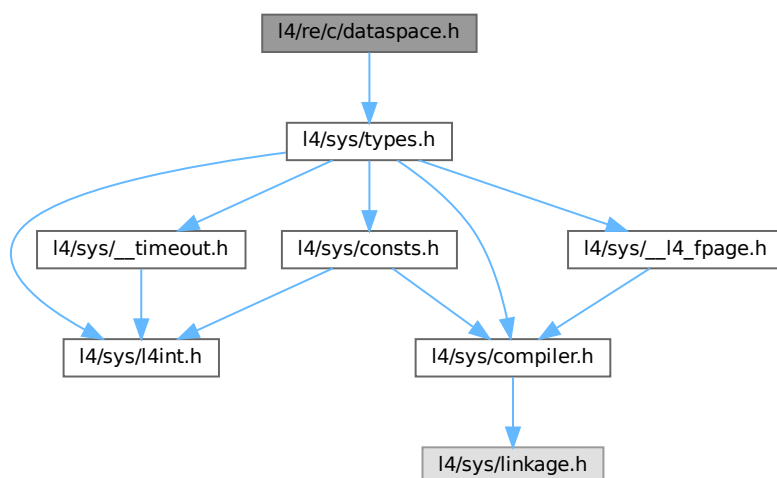 l4/re/c/dataspace.h
l4/sys/types.h
l4/sys/__timeout.h
l4/sys/consts.h
l4/sys/__l4_fpage.h
l4/sys/l4int.h
l4/sys/compiler.h
l4/sys/linkage.h